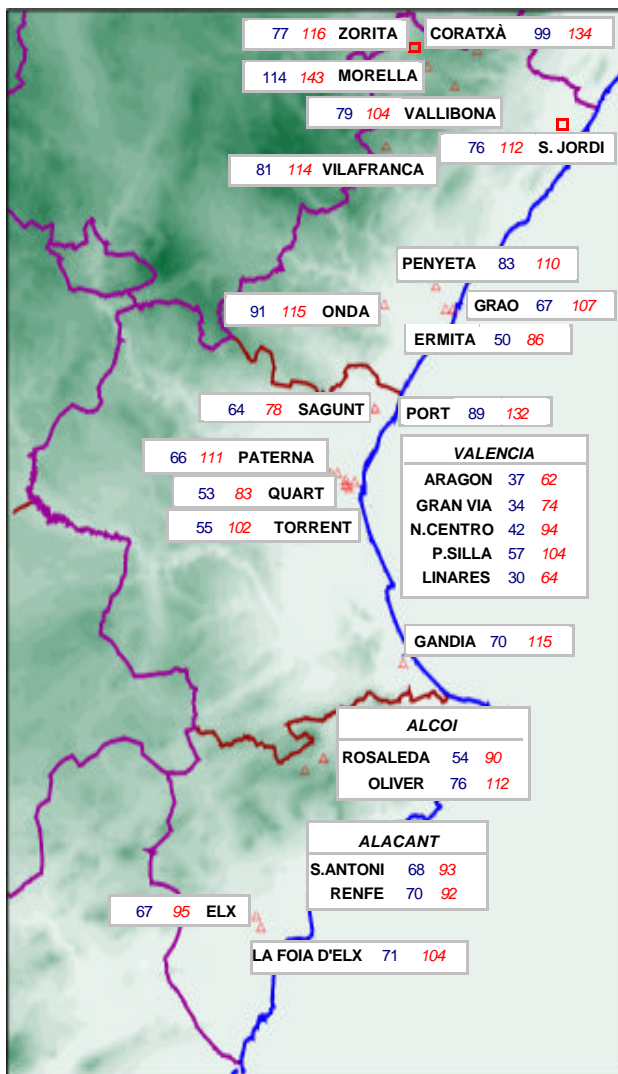 77 116 ZORITA
CORATXÀ 99 134
114 143 MORELLA
79 104 VALLIBONA
76 112 S. JORDI
81 114 VILAFRANCA
PENYETA 83 110
91 115 ONDA
GRAO 67 107
ERMITA 50 86
64 78 SAGUNT
PORT 89 132
66 111 PATERNA
53 83 QUART
55 102 TORRENT
VALENCIA
ARAGON 37 62
GRAN VIA 34 74
N.CENTRO 42 94
P.SILLA 57 104
LINARES 30 64
GANDIA 70 115
ALCOI
ROSALEDA 54 90
OLIVER 76 112
ALACANT
S.ANTONI 68 93
RENFE 70 92
67 95 ELX
LA FOIA D'ELX 71 104